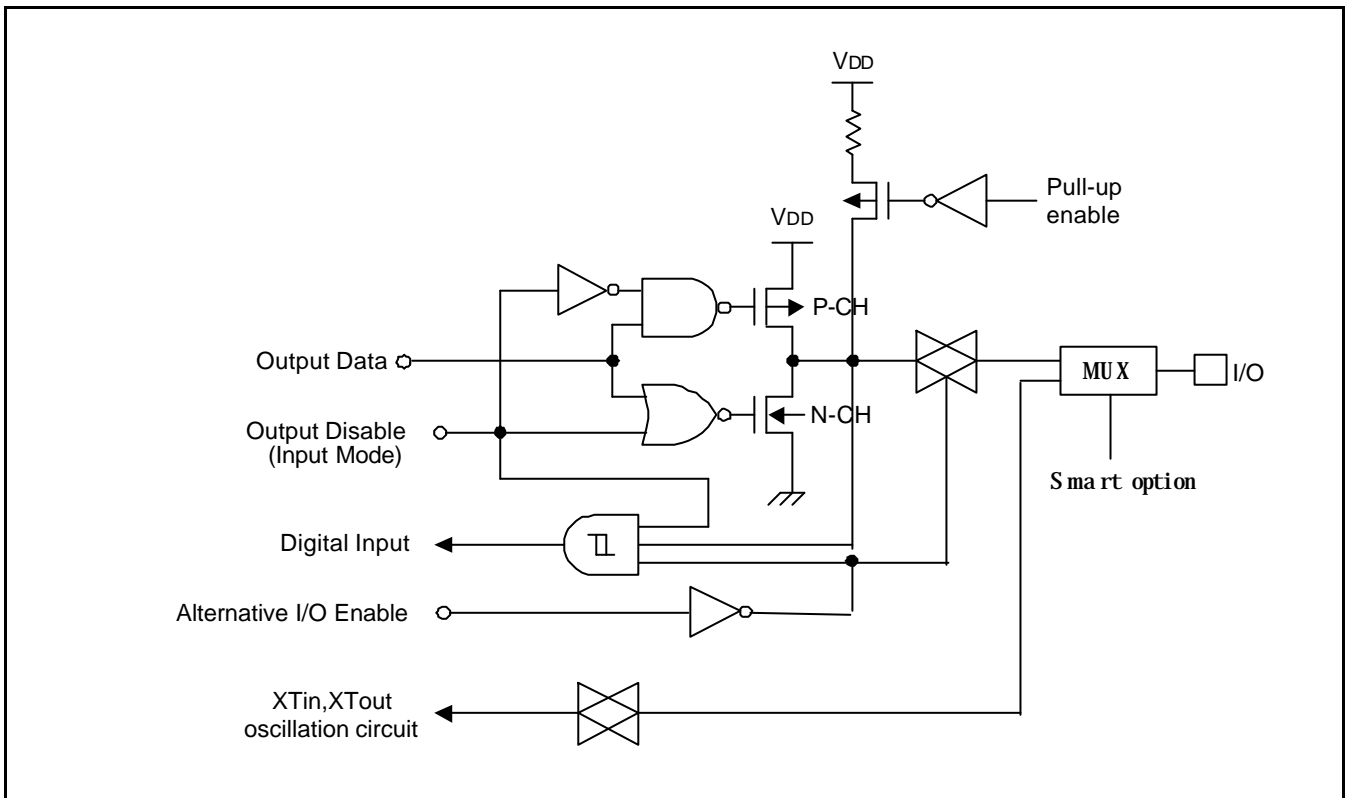 VDD
Pull-up
enable
VDD
P-CH
Output Data
MUX
I/O
N-CH
Output Disable
(Input Mode)
Smart option
Digital Input
Alternative I/O Enable
XTin,XTout
oscillation circuit